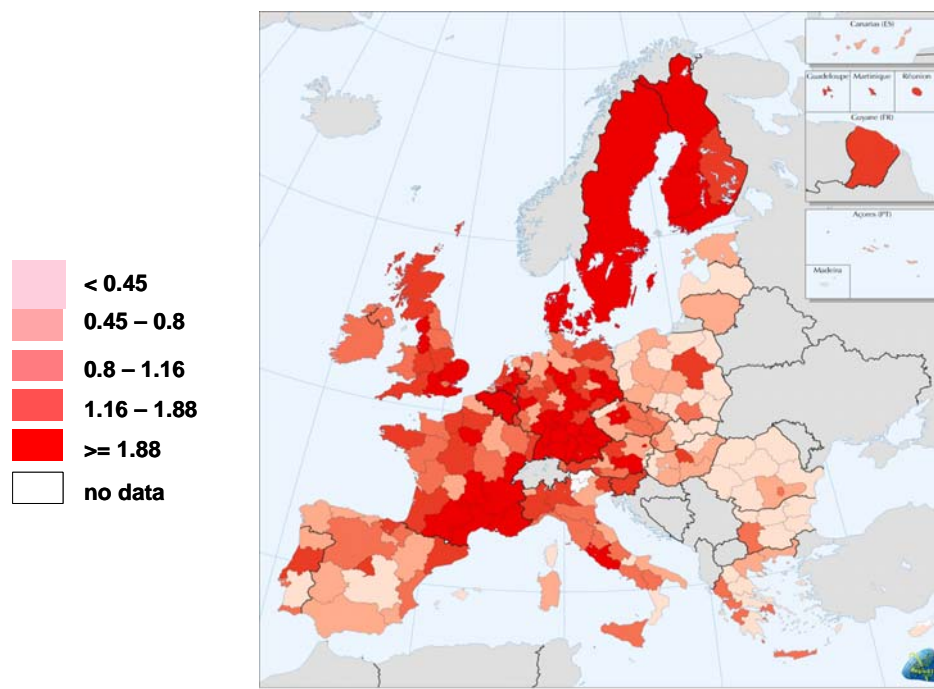 < 0.45
0.45 – 0.8
0.8 – 1.16
1.16 – 1.88
>= 1.88
no data
Canarias (ES)
Guadeloupe
Martinique
Réunion
Guyane (FR)
Açores (PT)
Madeira